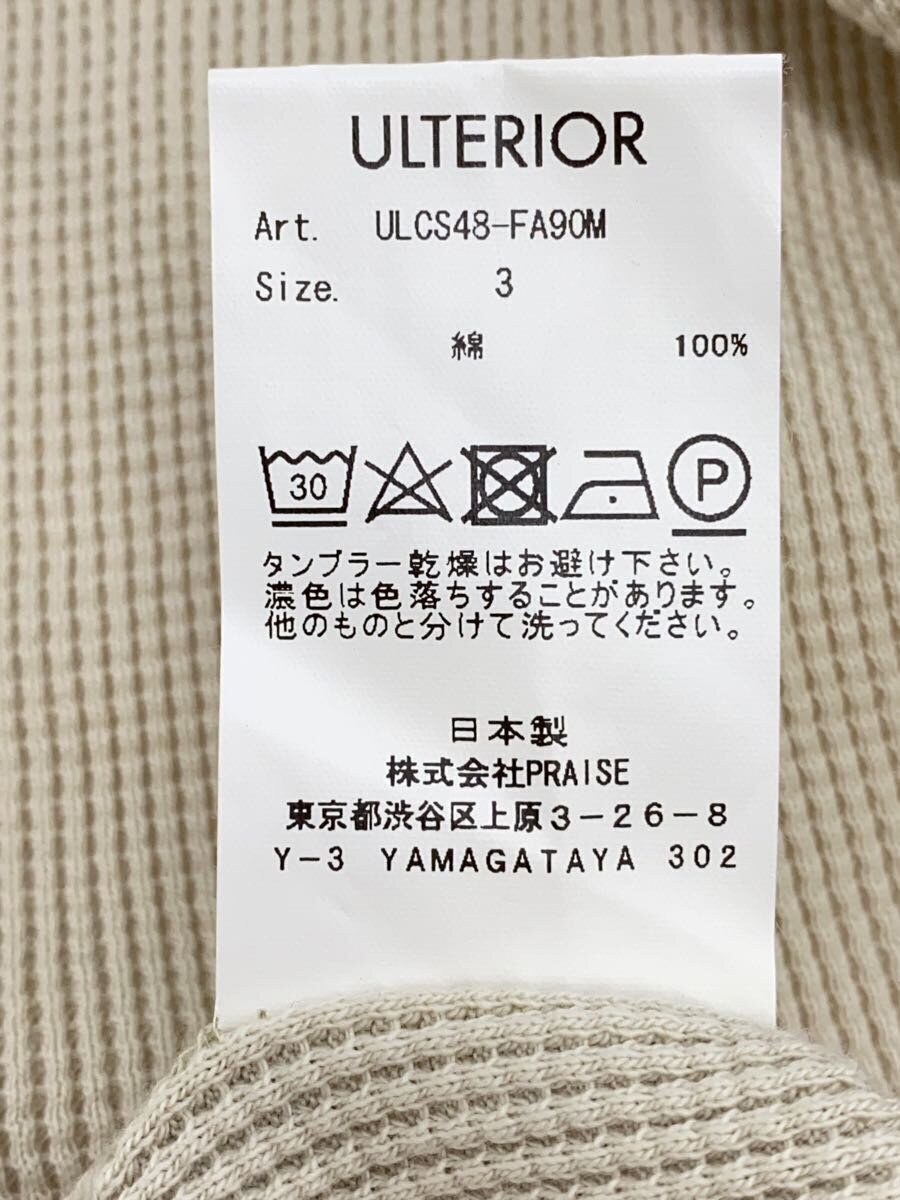 ULTERIOR
Art. ULCS48-FA90M
Size. 3
綿 100%
30 P
タンブラー乾燥はお避け下さい。
濃色は色落ちすることがあります。
他のものと分けて洗ってください。
日本製
株式会社PRAISE
東京都渋谷区上原3-26-8
Y-3 YAMAGATAYA 302